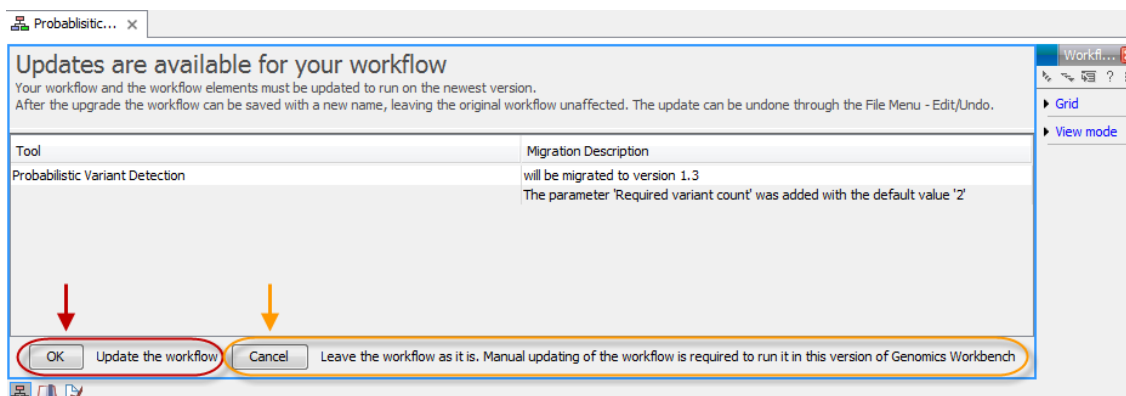 Probablisitic...
Workfl...
Updates are available for your workflow
Your workflow and the workflow elements must be updated to run on the newest version.
After the upgrade the workflow can be saved with a new name, leaving the original workflow unaffected. The update can be undone through the File Menu - Edit/Undo.
?
Grid
View mode
Tool Migration Description
Probabilistic Variant Detection will be migrated to version 1.3
The parameter 'Required variant count' was added with the default value '2'
OK Update the workflow Cancel Leave the workflow as it is. Manual updating of the workflow is required to run it in this version of Genomics Workbench